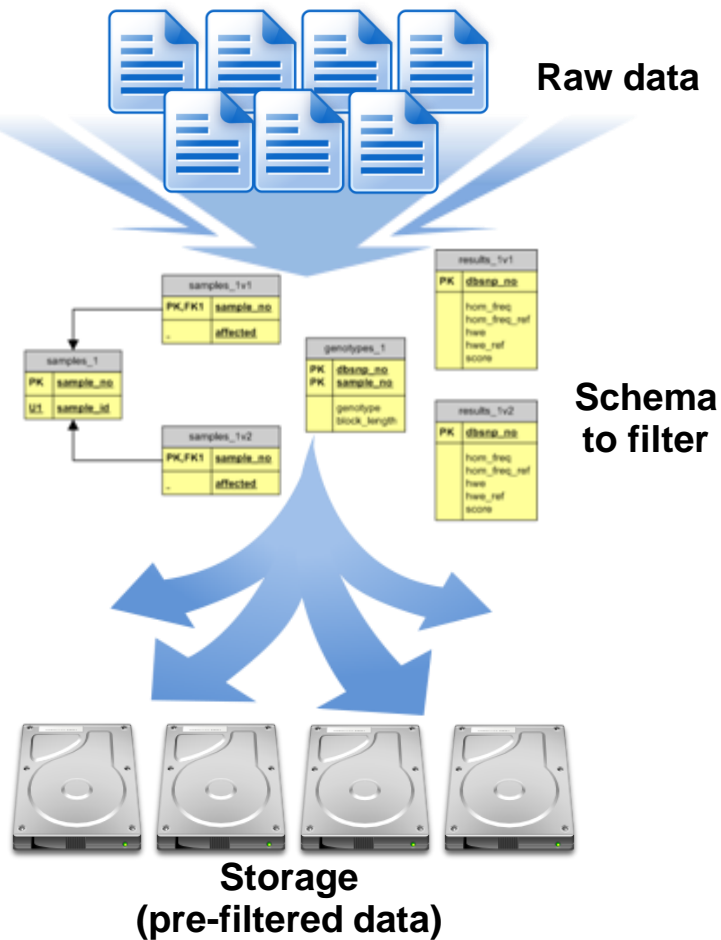 Raw data
samples_1v1
PK,FK1 sample_no
affected
samples_1
PK sample_no
U1 sample_id
samples_1v2
PK,FK1 sample_no
affected
genotypes_1
PK dbsnp_no
PK sample_no
genotype
block_length
results_1v1
PK dbsnp_no
hom_freq
hom_freq_ref
hwe
hwe_ref
score
results_1v2
PK dbsnp_no
hom_freq
hom_freq_ref
hwe
hwe_ref
score
Schema
to filter
Storage
(pre-filtered data)